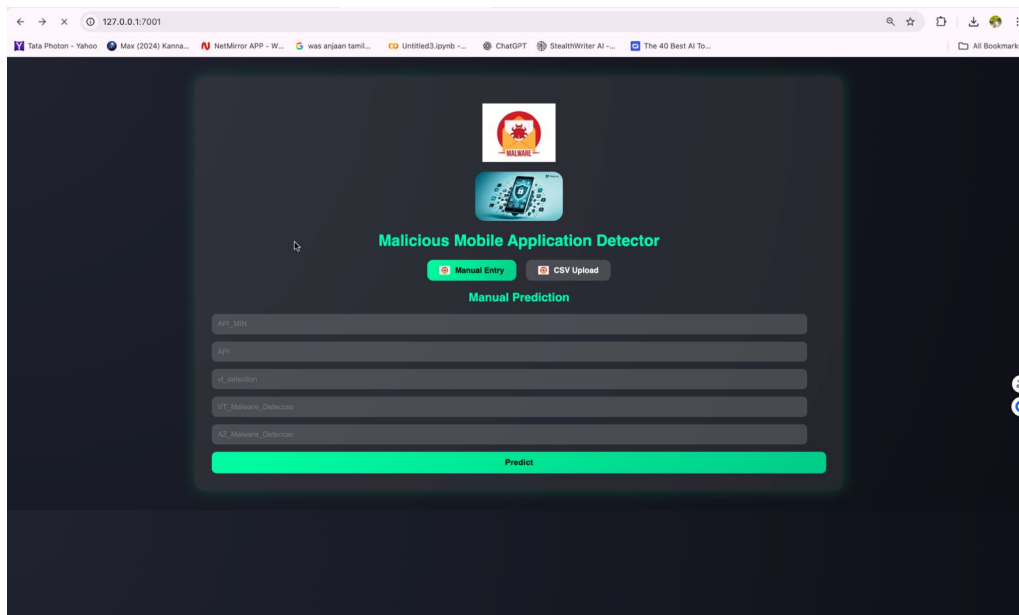 127.0.0.1:7001
Tata Photon - Yahoo Max (2024) Kanna... NetMirror APP - W... was anjaan tamil... Untitled3.ipynb -... ChatGPT StealthWriter AI -... The 40 Best AI To... All Bookmark
MALWARE
Malicious Mobile Application Detector
Manual Entry CSV Upload
Manual Prediction
API_MIN
API
vt_detection
VT_Malware_Deteccao
AZ_Malware_Deteccao
Predict